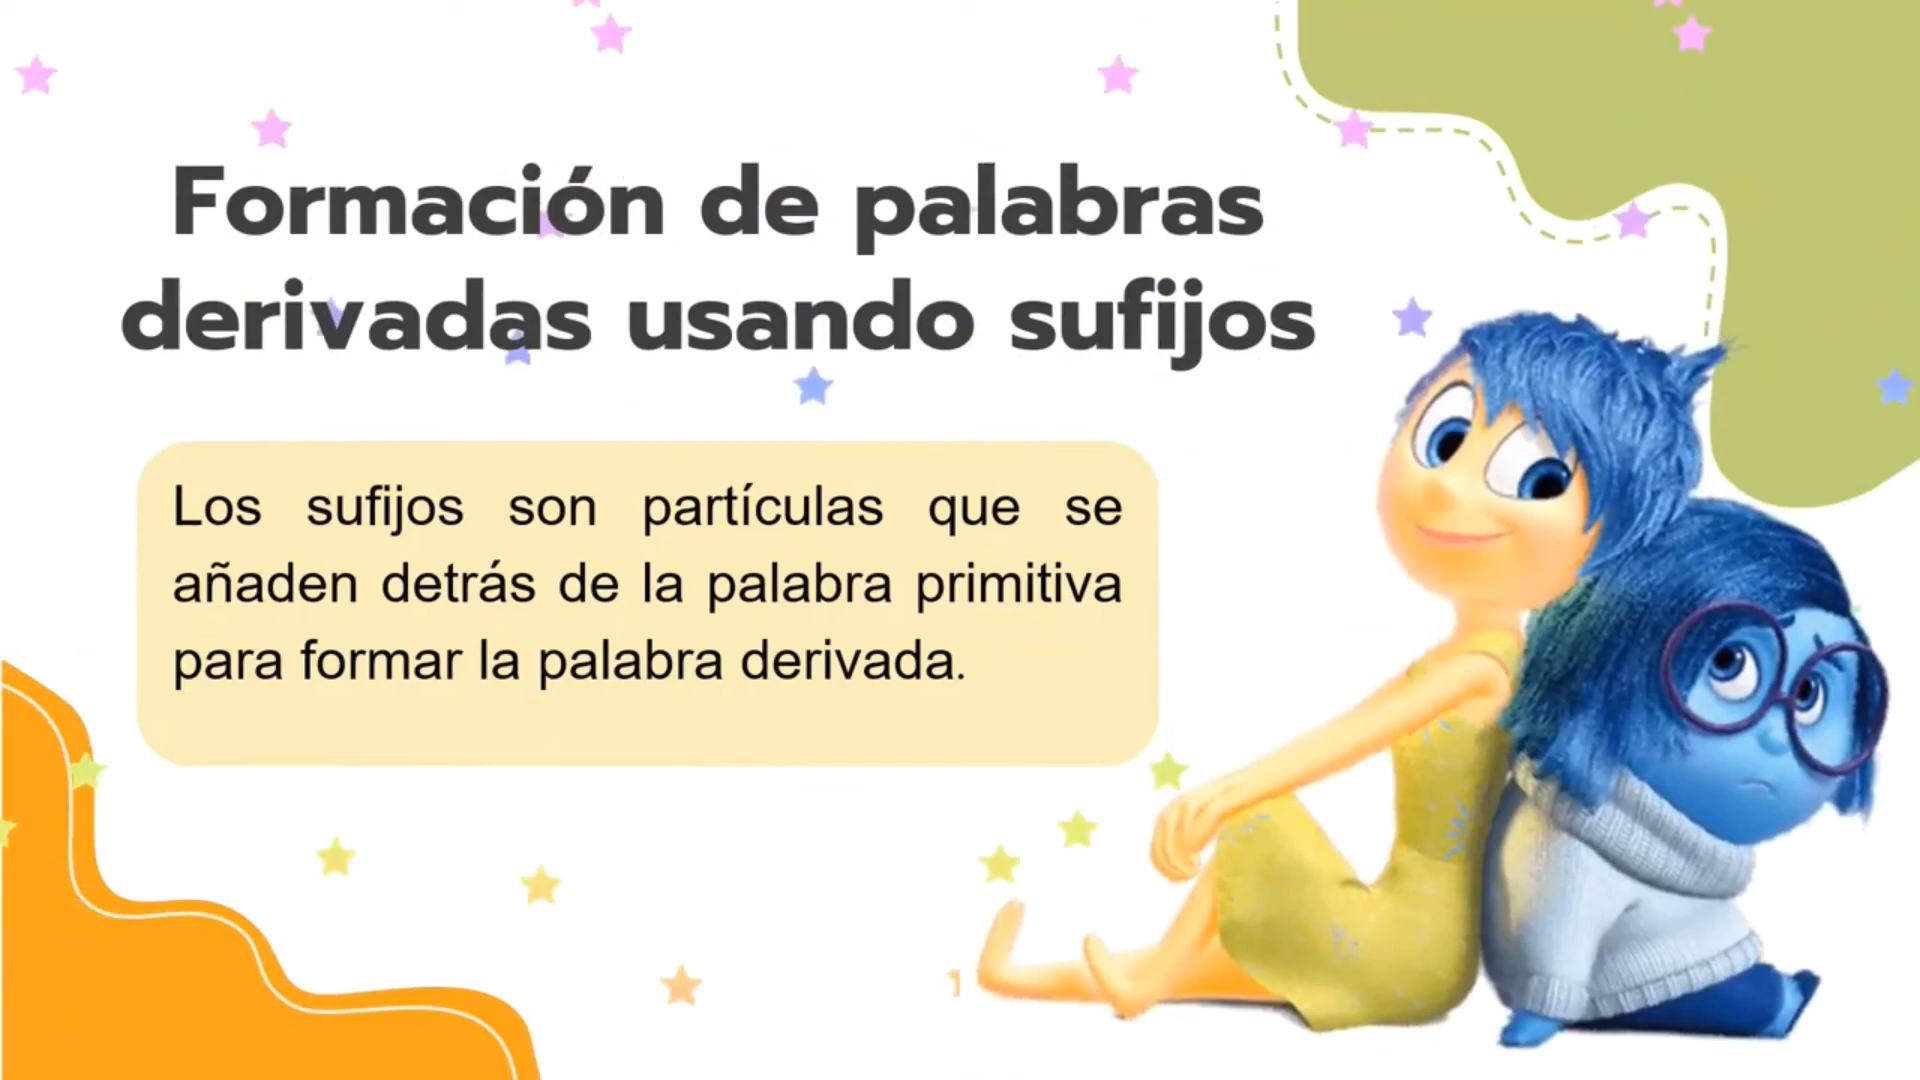 Formación de palabras
derivadas usando sufijos
Los sufijos son partículas que se
añaden detrás de la palabra primitiva
para formar la palabra derivada.